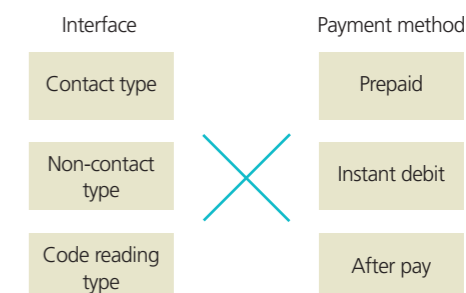 Interface
Payment method
Contact type
Prepaid
Non-contact
type
Instant debit
Code reading
type
After pay